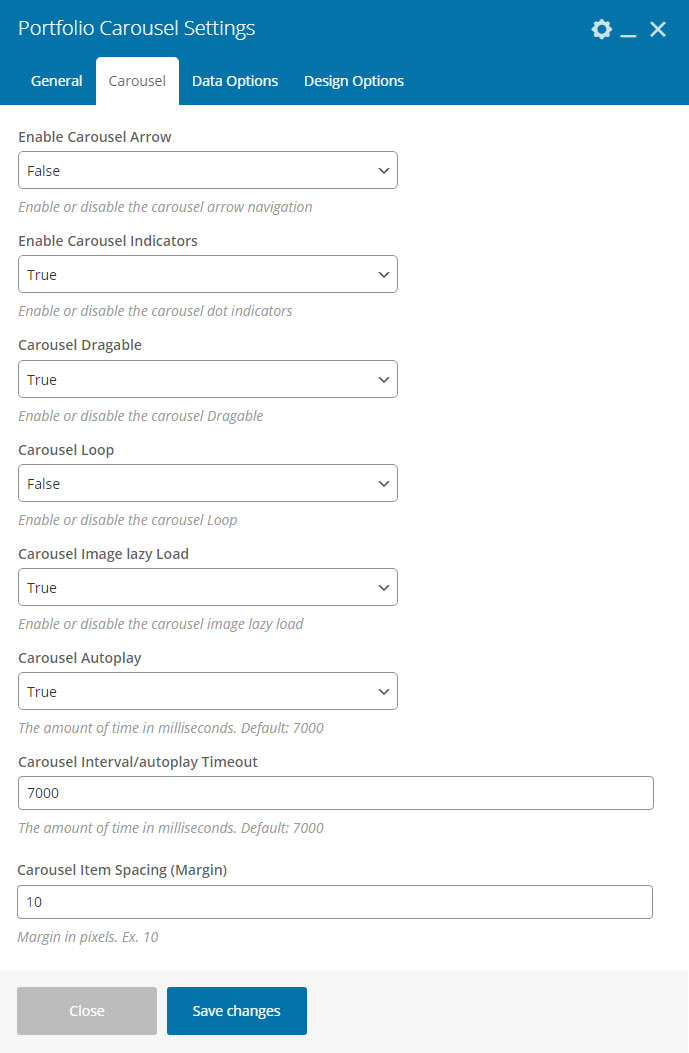 Portfolio Carousel Settings
General Carousel Data Options Design Options
Enable Carousel Arrow
False
Enable or disable the carousel arrow navigation
Enable Carousel Indicators
True
Enable or disable the carousel dot indicators
Carousel Dragable
True
Enable or disable the carousel Dragable
Carousel Loop
False
Enable or disable the carousel Loop
Carousel Image lazy Load
True
Enable or disable the carousel image lazy load
Carousel Autoplay
True
The amount of time in milliseconds. Default: 7000
Carousel Interval/autoplay Timeout
7000
The amount of time in milliseconds. Default: 7000
Carousel Item Spacing (Margin)
10
Margin in pixels. Ex. 10
Close Save changes